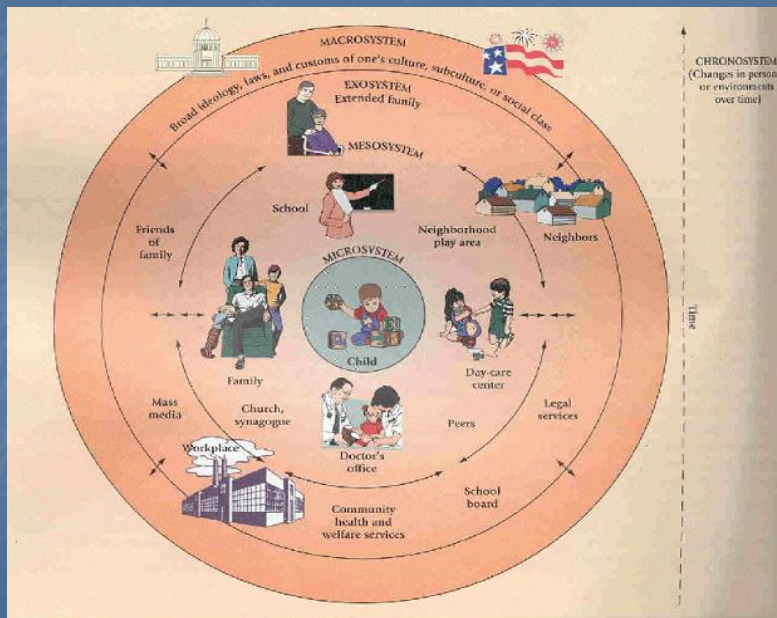 MACROSYSTEM
Broad ideology, laws, and customs of one's culture, subculture, or social class
EXOSYSTEM
Extended family
MESOSYSTEM
School
Friends
of
family
Neighborhood
play area
Neighbors
MICROSYSTEM
Child
Family
Day-care
center
Mass
media
Church,
synagogue
Doctor's
office
Peers
Legal
services
Workplace
Community
health and
welfare services
School
board
CHRONOSYSTEM
(Changes in person
or environments
over time)
Time